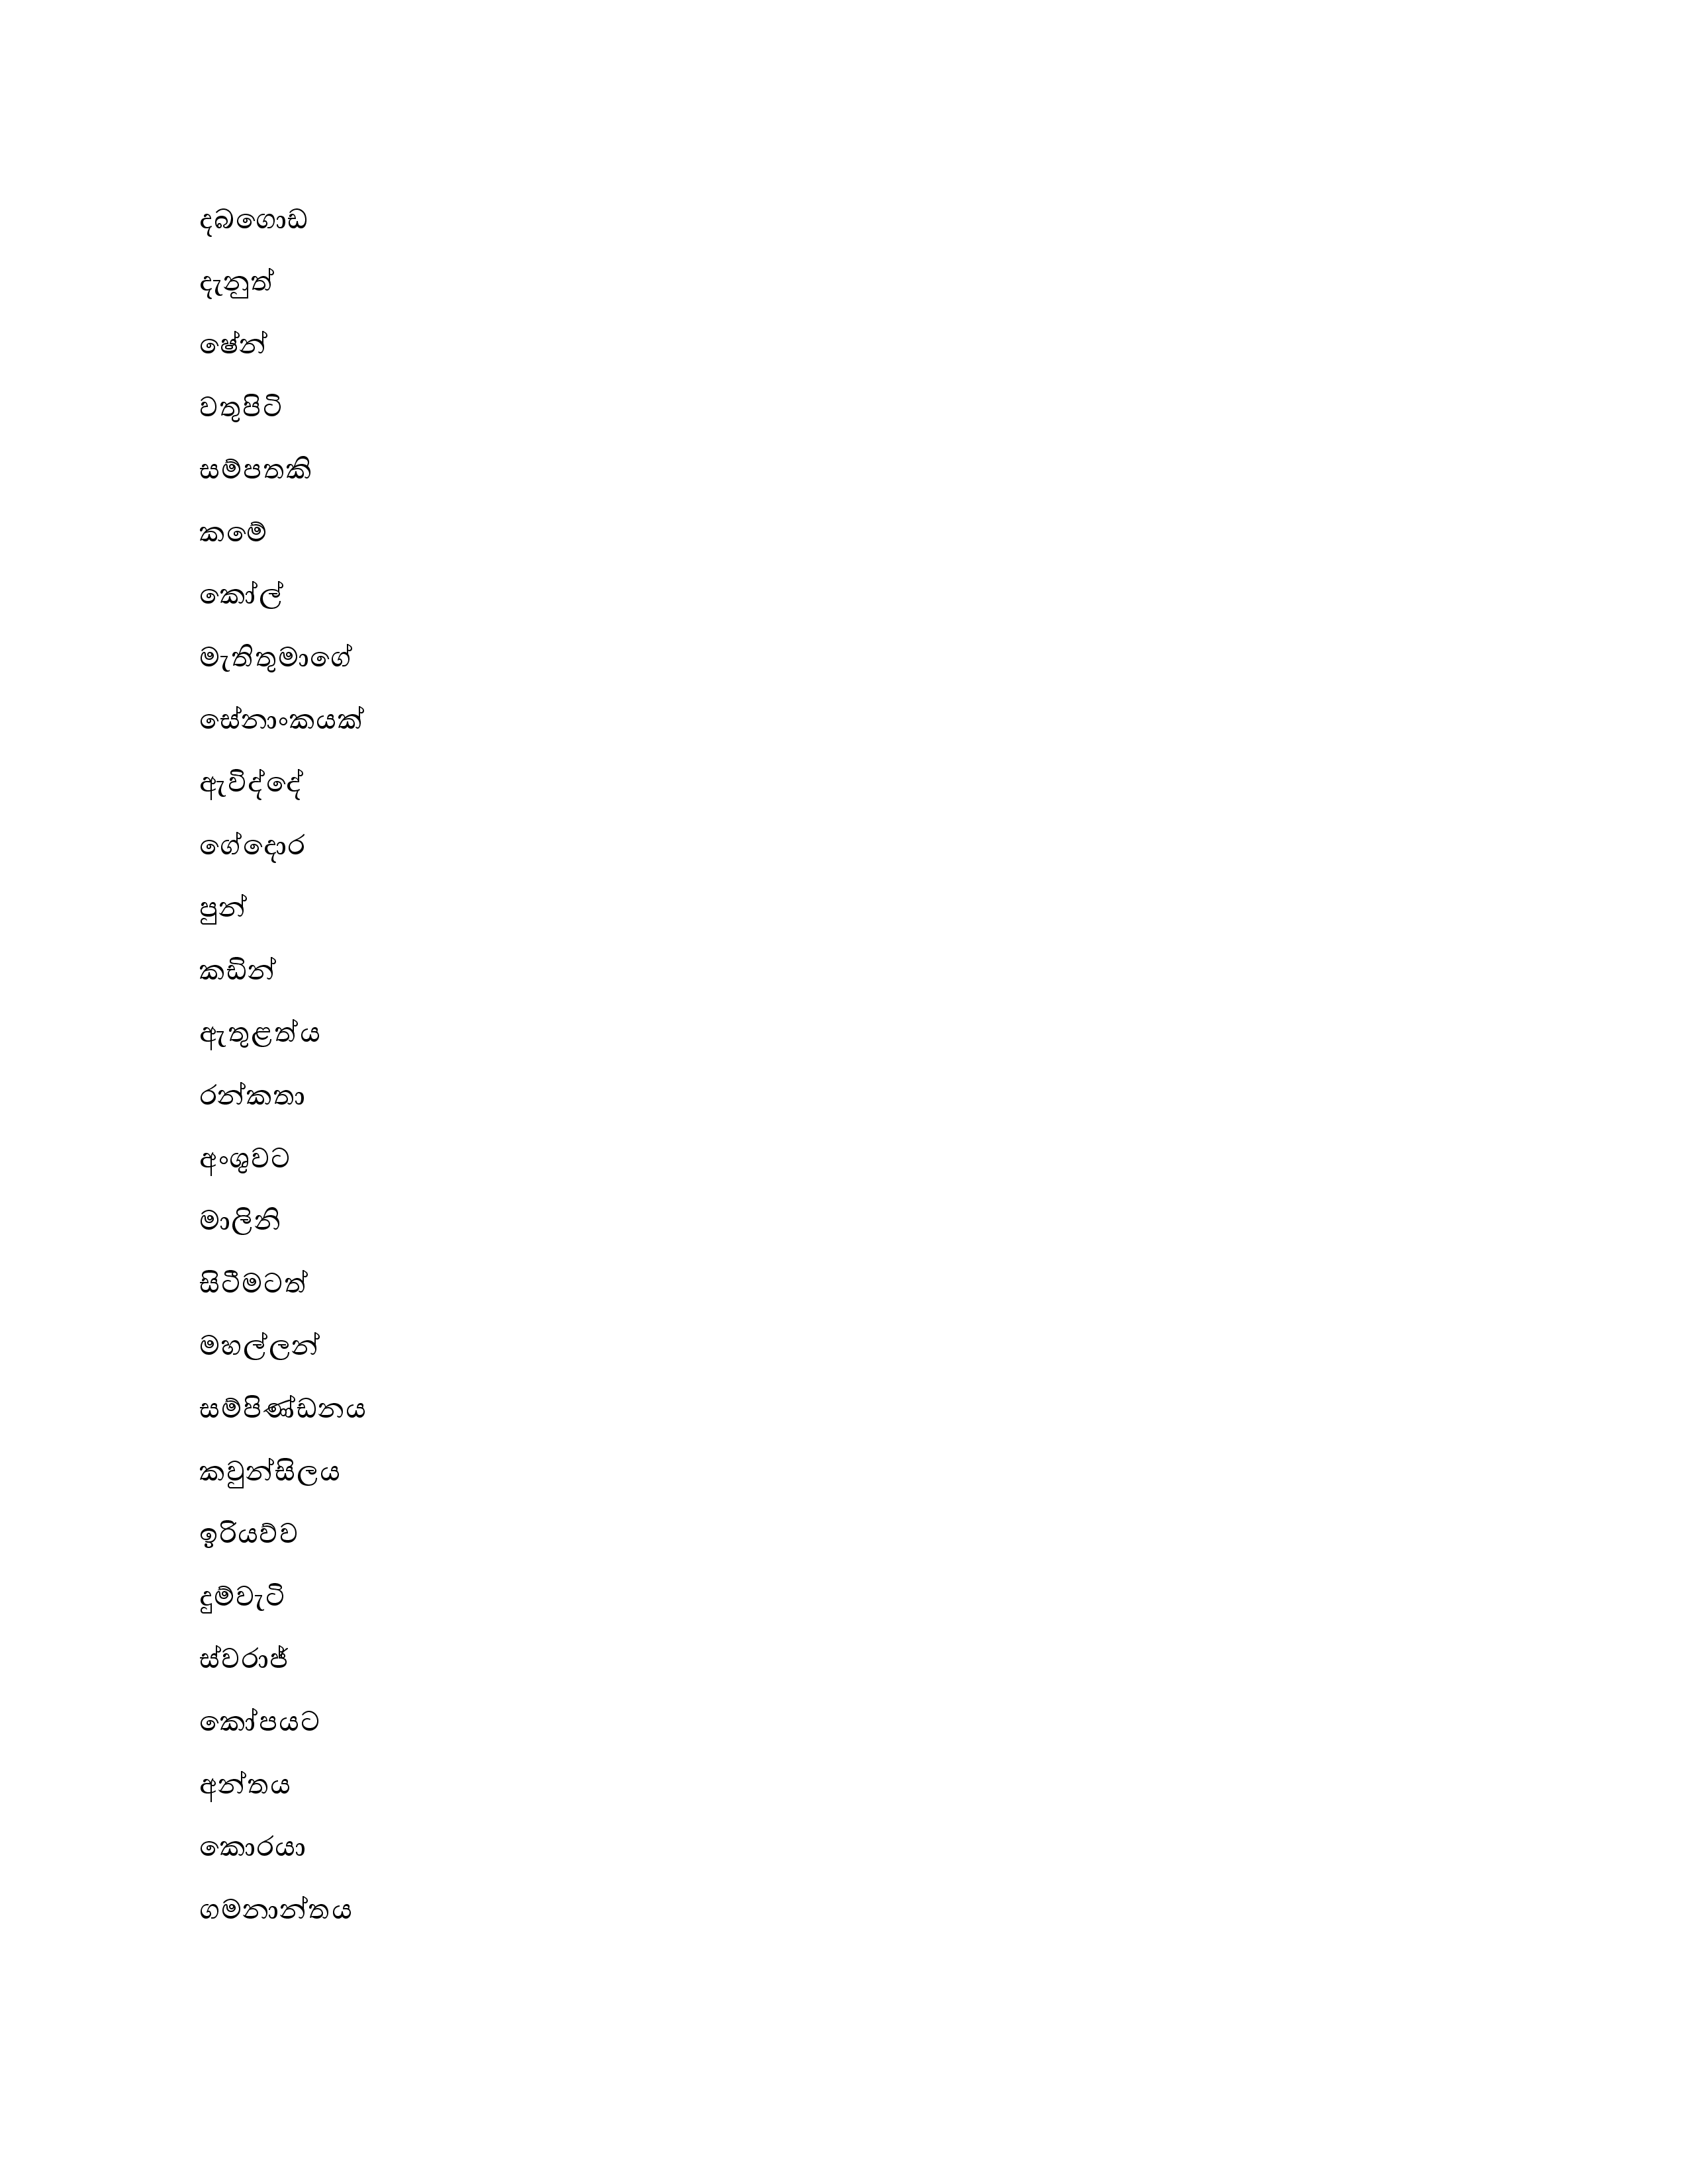 දබගොඩ
දැනුත්
ෂේන්
වතුපිටි
සම්පතකි
කමේ
කෝල්
මැතිතුමාගේ
සේනාංකයක්
ඇවිද්දේ
ගේදොර
පුන්
කඩින්
ඇතුළත්ය
රන්කතා
අංශුවට
මාලිනි
සිටීමටත්
මහල්ලන්
සම්පිණ්ඩනය
කවුන්සිලය
ඉරියව්ව
දුම්වැටි
ස්වරාජ්
කෝපයට
අන්තය
කොරයා
ගමනාන්තය